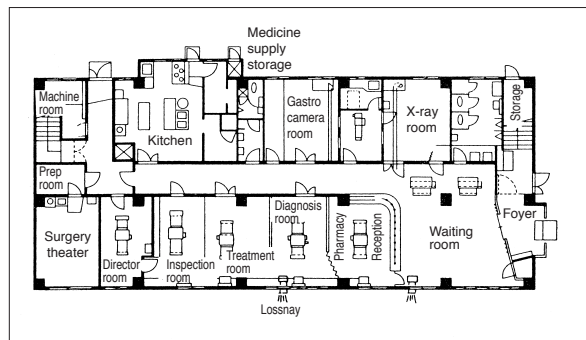 Medicine
supply
storage
Machine
room
Kitchen
Gastro
camera
room
X-ray
room
Storage
Prep
room
Surgery
theater
Director
room
Inspection
room
Treatment
room
Diagnosis
room
Pharmacy
Reception
Waiting
room
Foyer
Lossnay